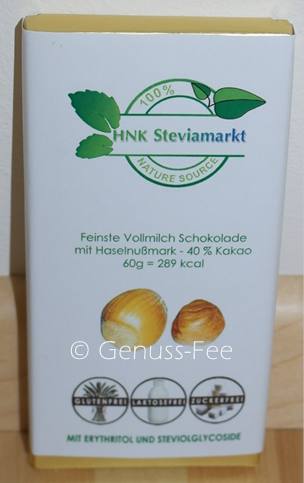 100%
HNK Steviamarkt
NATURE SOURCE
Feinste Vollmilch Schokolade
mit Haselnußmark - 40 % Kakao
60g = 289 kcal
© Genuss-Fee
GLUTENFREI LAKTOSEFREI ZUCKERFREI
MIT ERYTHRITOL UND STEVIOLGLYCOSIDE